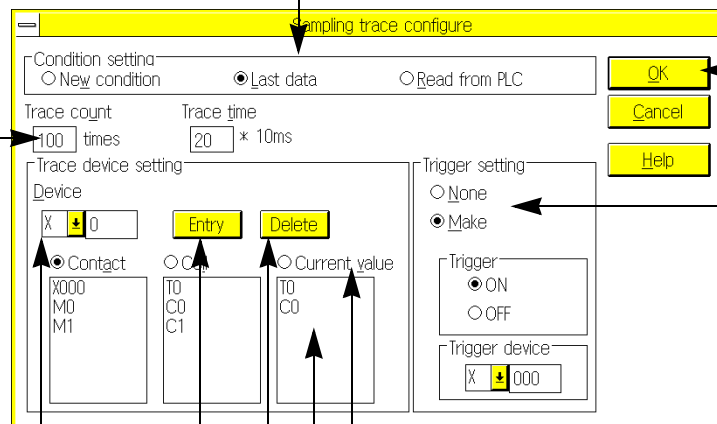 Sampling trace configure
Condition setting
New condition
Last data
Read from PLC
OK
Cancel
Help
Trace count
Trace time
100 times
20 * 10ms
Trace device setting
Device
X 0
Entry
Delete
Contact
Coil
Current value
X000
M0
M1
T0
C0
C1
T0
C0
Trigger setting
None
Make
Trigger
ON
OFF
Trigger device
X 000